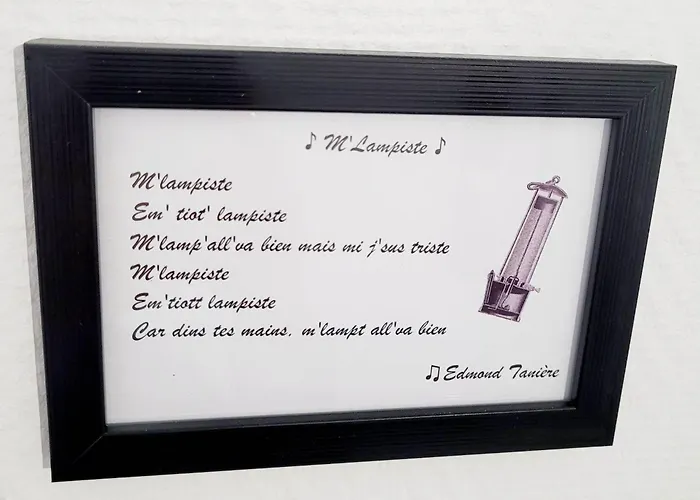 ♪ M'Lampiste ♪
M'lampiste
Em' tiot' lampiste
M'lamp'all'va bien mais mi j'sus triste
M'lampiste
Em'tiott lampiste
Car dins tes mains, m'lampt all'va bien
♫ Edmond Tanière